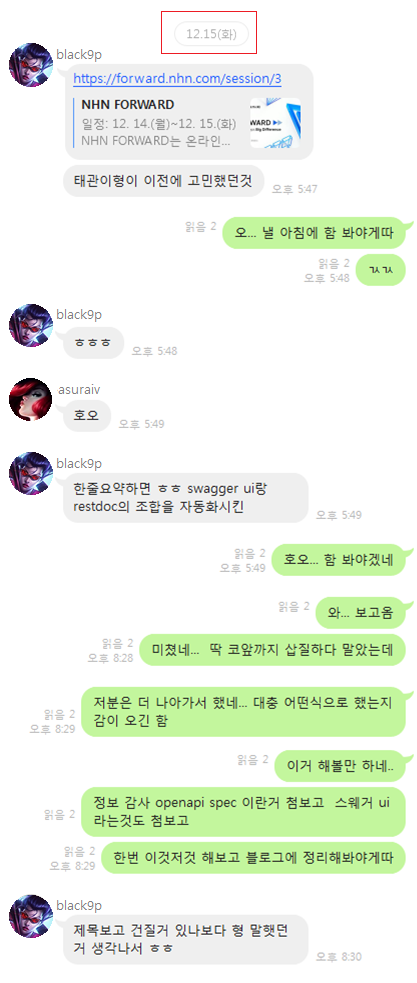 12.15(화)
black9p
https://forward.nhn.com/session/3
NHN FORWARD
일정: 12. 14.(월)~12. 15.(화)
NHN FORWARD는 온라인...
WARD
태관이형이 이전에 고민했던것
오후 5:47
읽음 2
오... 낼 아침에 함 봐야게따
읽음 2
오후 5:48
ㄳㄳ
black9p
ㅎㅎㅎ
오후 5:48
asuraiv
호오
오후 5:49
black9p
한줄요약하면 ㅎㅎ swagger ui랑
restdoc의 조합을 자동화시킨
오후 5:49
읽음 2
오후 5:49
호오... 함 봐야겠네
읽음 2
와... 보고옴
읽음 2
오후 8:28
미쳤네... 딱 코앞까지 삽질하다 말았는데
읽음 2
오후 8:29
저분은 더 나아가서 했네... 대충 어떤식으로 했는지
감이 오긴 함
읽음 2
이거 해볼만 하네..
읽음 2
정보 감사 openapi spec 이란거 첨보고 스웨거 ui
라는것도 첨보고
읽음 2
오후 8:29
한번 이것저것 해보고 블로그에 정리해봐야게따
black9p
제목보고 건질거 있나보다 형 말햇던
거 생각나서 ㅎㅎ
오후 8:30